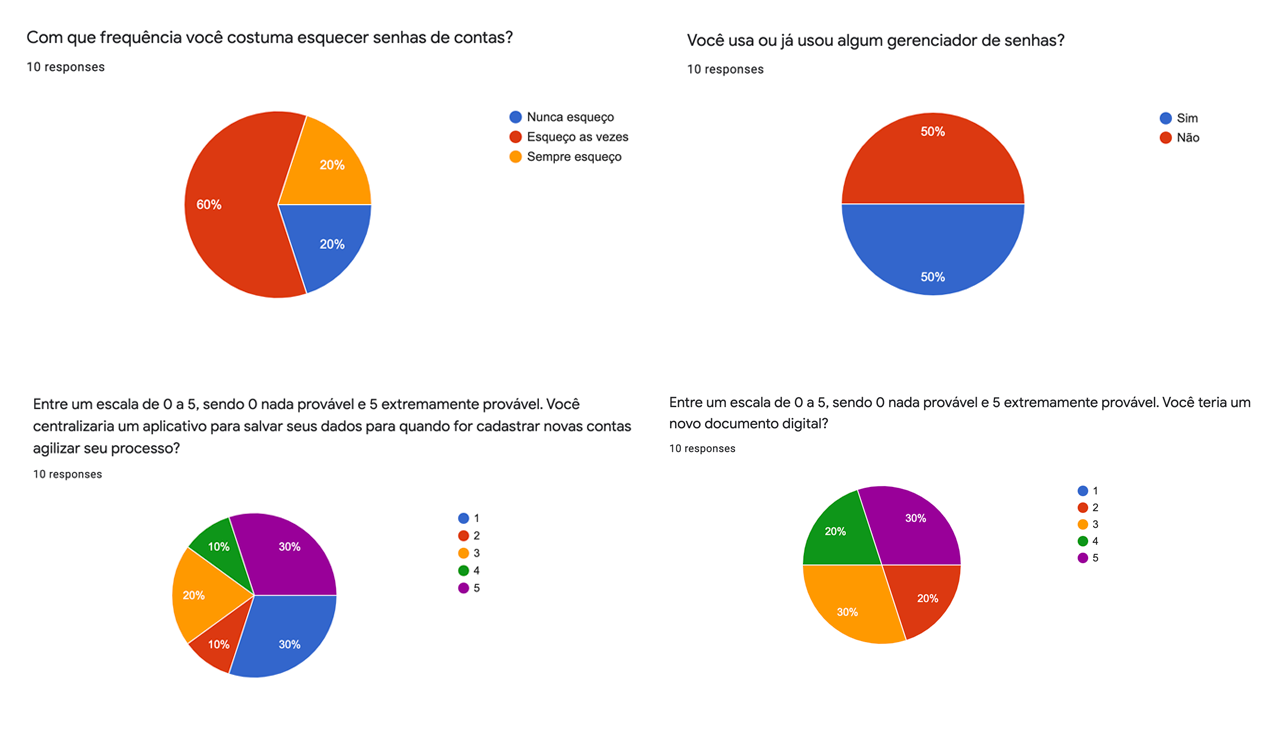 Com que frequência você costuma esquecer senhas de contas?
10 responses
Nunca esqueço
Esqueço as vezes
Sempre esqueço
20%
60%
20%
Você usa ou já usou algum gerenciador de senhas?
10 responses
Sim
Não
50%
50%
Entre um escala de 0 a 5, sendo 0 nada provável e 5 extremamente provável. Você
centralizaria um aplicativo para salvar seus dados para quando for cadastrar novas contas
agilizar seu processo?
10 responses
1
2
3
4
5
10%
30%
20%
10%
30%
Entre um escala de 0 a 5, sendo 0 nada provável e 5 extremamente provável. Você teria um
novo documento digital?
10 responses
1
2
3
4
5
30%
20%
20%
30%